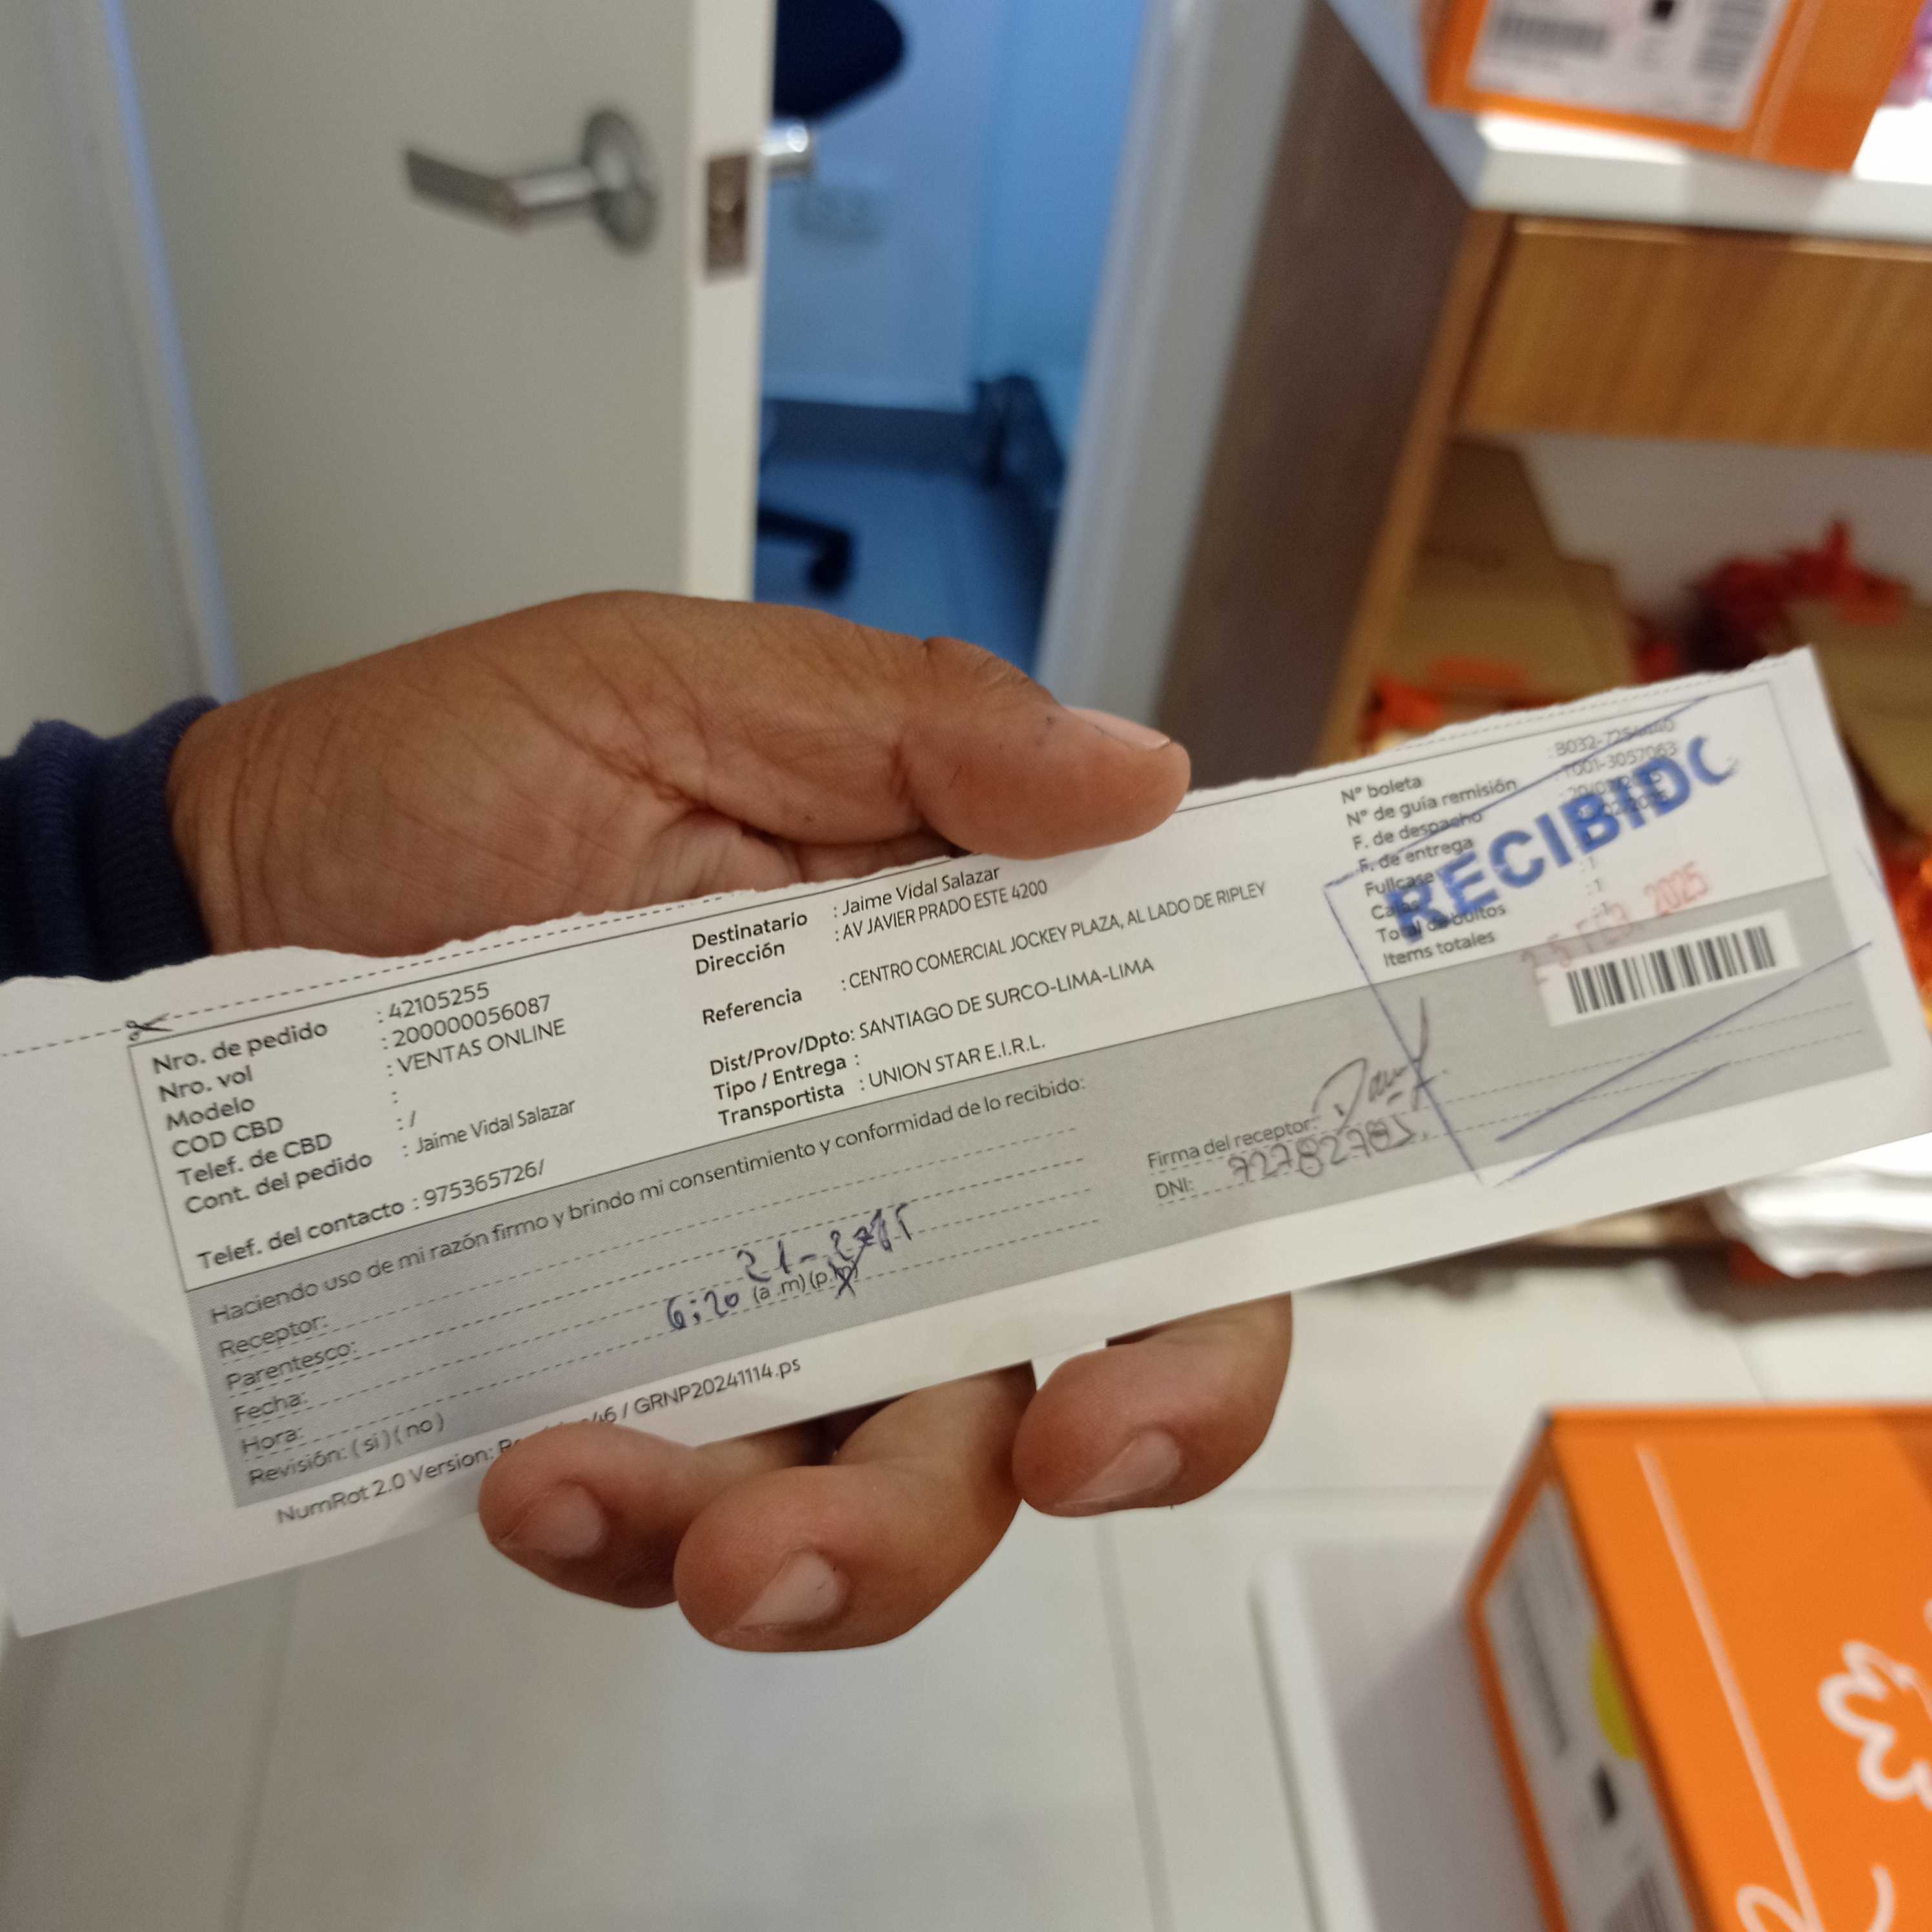 Nro. de pedido : 42105255
Nro. vol : 200000056087
Modelo : VENTAS ONLINE
COD CBD :
Telef. de CBD : /
Cont. del pedido : Jaime Vidal Salazar
Telef. del contacto : 975365726/
Destinatario : Jaime Vidal Salazar
Dirección : AV JAVIER PRADO ESTE 4200
Referencia : CENTRO COMERCIAL JOCKEY PLAZA, AL LADO DE RIPLEY
Dist/Prov/Dpto: SANTIAGO DE SURCO-LIMA-LIMA
Tipo / Entrega :
Transportista : UNION STAR E.I.R.L.
N° boleta
N° de guía remisión : T001-3057063
F. de despacho
F. de entrega
Fullcase : 1
Cajas : 1
Total de bultos
Items totales
RECIBIDO
2025
Haciendo uso de mi razón firmo y brindo mi consentimiento y conformidad de lo recibido:
Receptor:
Parentesco:
Fecha: 21-
Hora: 6:20 (a .m) (p.m)
Revisión: ( si ) ( no )
Firma del receptor:
DNI:
NumRot 2.0 Version: / GRNP20241114.ps